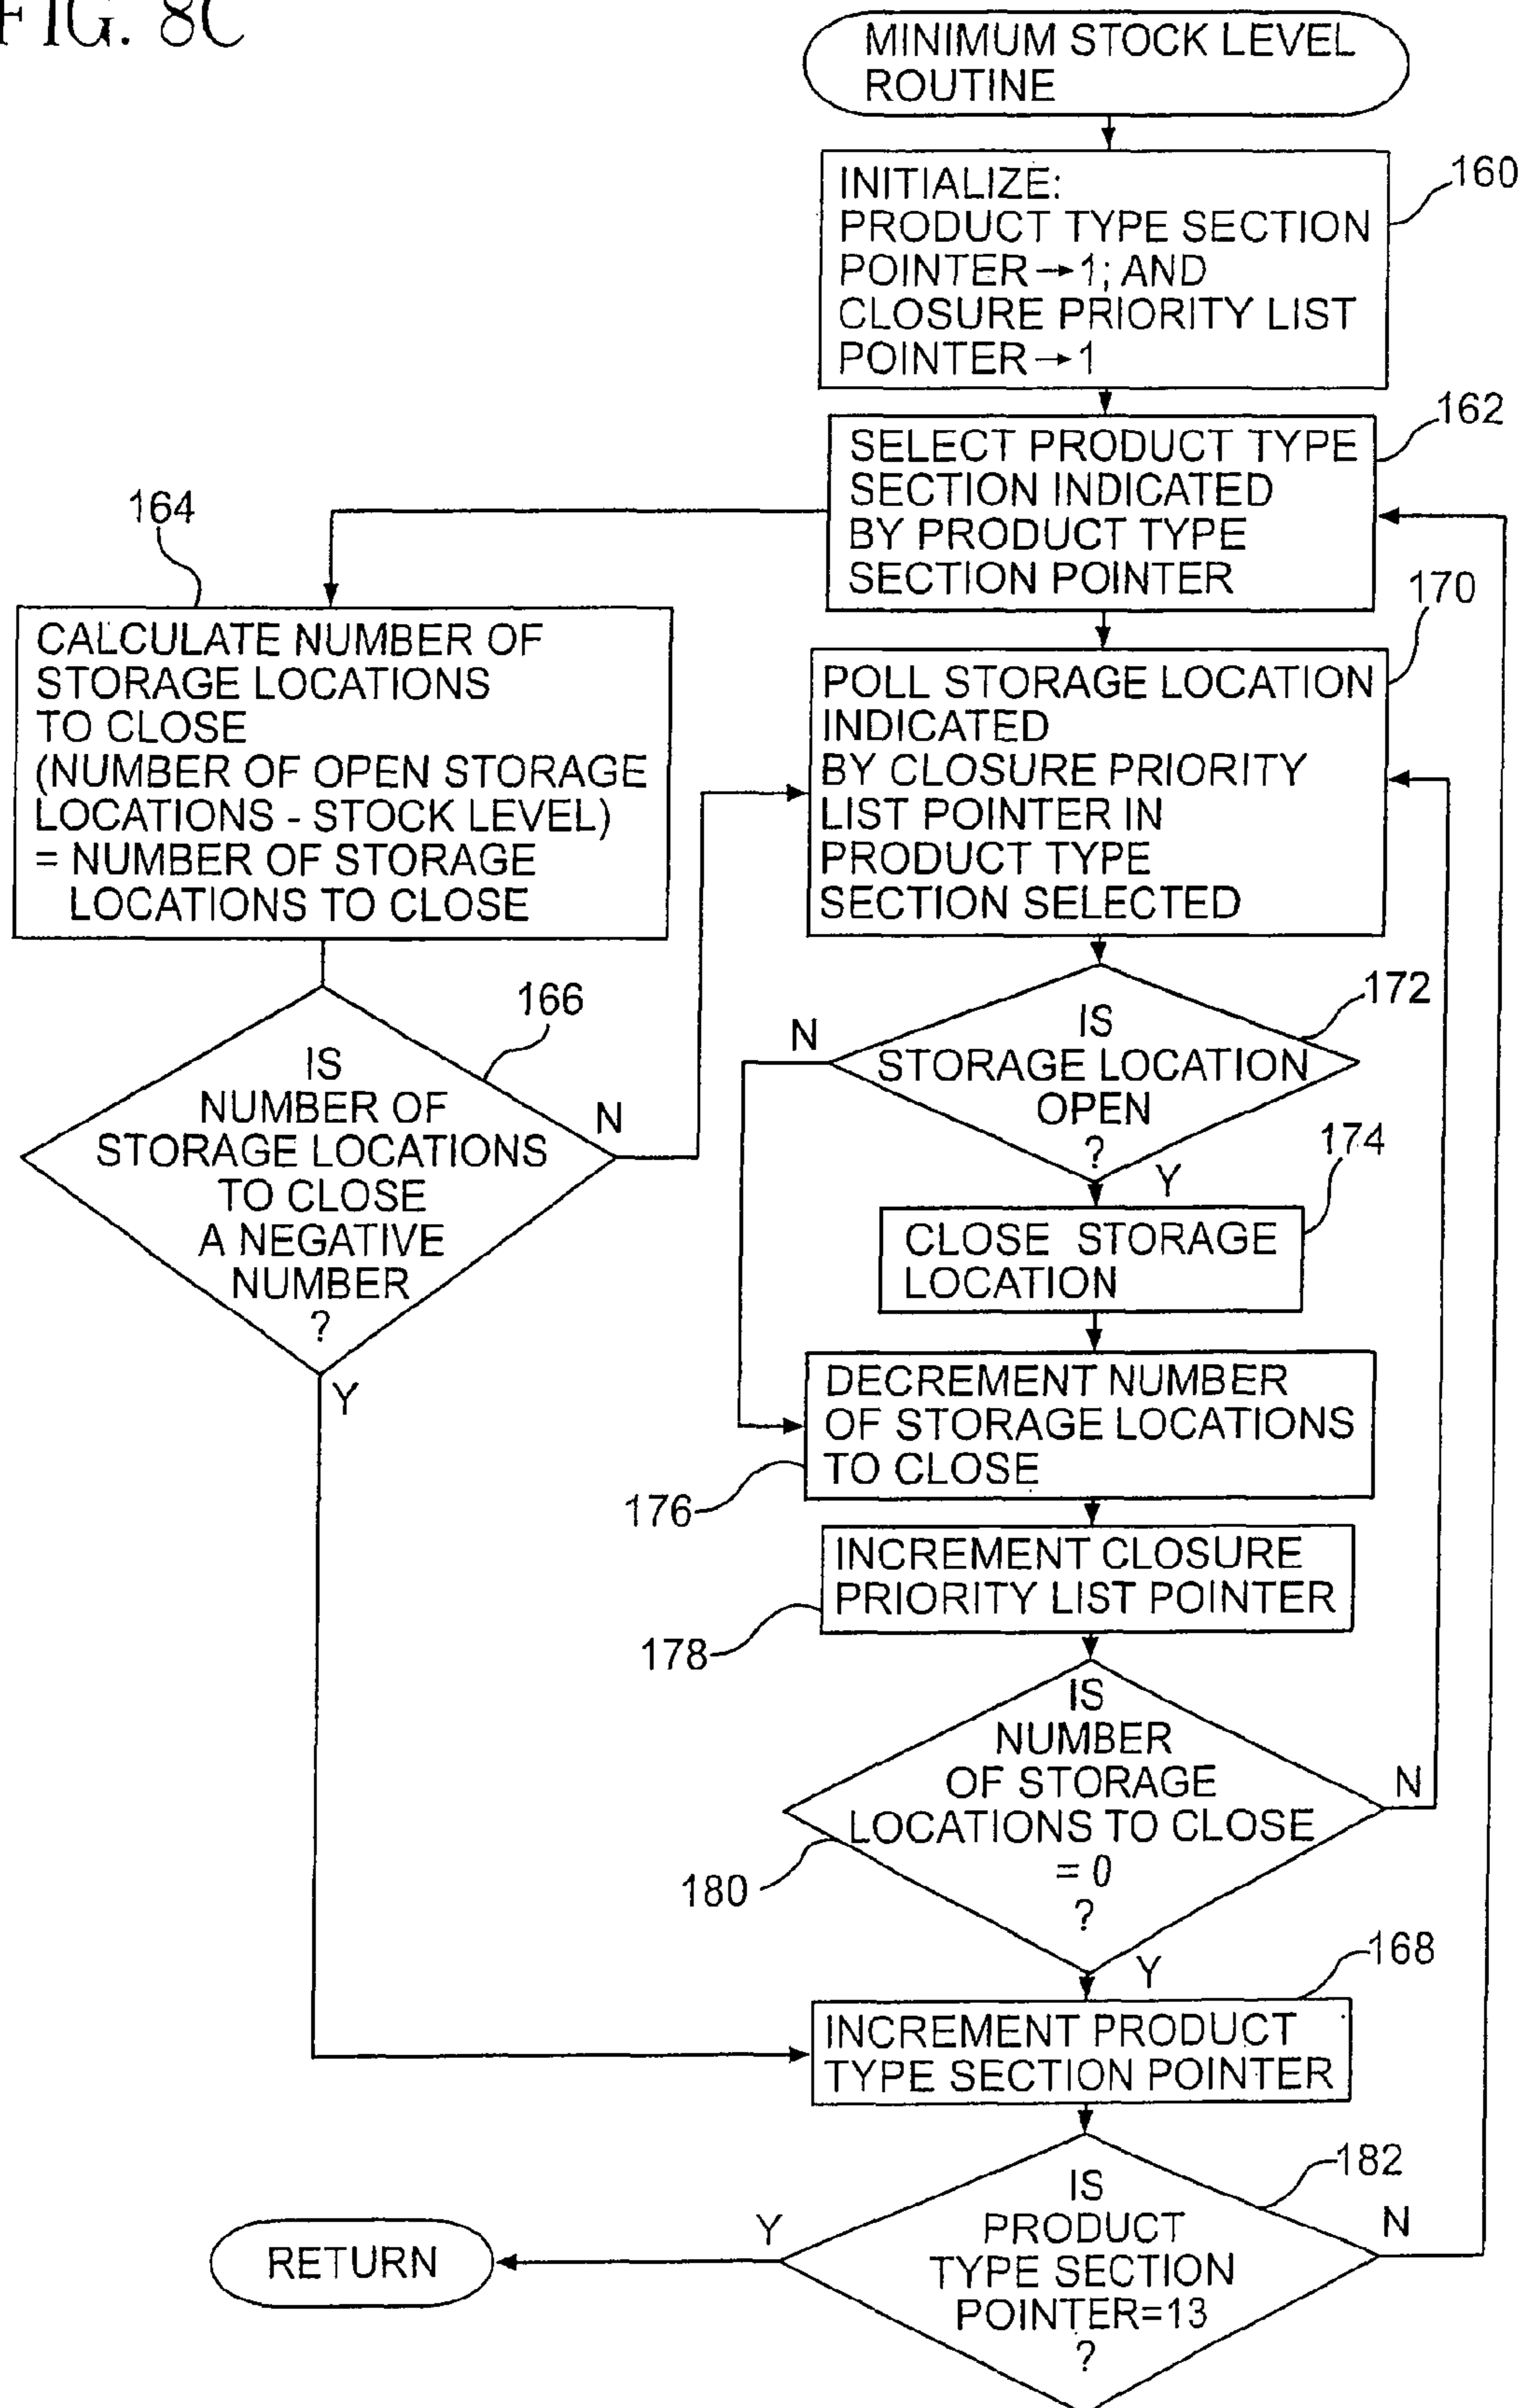 FIG. 8C
MINIMUM STOCK LEVEL
ROUTINE
160
INITIALIZE:
PRODUCT TYPE SECTION
POINTER→1; AND
CLOSURE PRIORITY LIST
POINTER→1
162
SELECT PRODUCT TYPE
SECTION INDICATED
BY PRODUCT TYPE
SECTION POINTER
164
CALCULATE NUMBER OF
STORAGE LOCATIONS
TO CLOSE
(NUMBER OF OPEN STORAGE
LOCATIONS - STOCK LEVEL)
= NUMBER OF STORAGE
LOCATIONS TO CLOSE
166
IS
NUMBER OF
STORAGE LOCATIONS
TO CLOSE
A NEGATIVE
NUMBER
?
N
Y
170
POLL STORAGE LOCATION
INDICATED
BY CLOSURE PRIORITY
LIST POINTER IN
PRODUCT TYPE
SECTION SELECTED
172
N
IS
STORAGE LOCATION
OPEN
?
Y
174
CLOSE STORAGE
LOCATION
DECREMENT NUMBER
OF STORAGE LOCATIONS
TO CLOSE
176
INCREMENT CLOSURE
PRIORITY LIST POINTER
178
IS
NUMBER
OF STORAGE
LOCATIONS TO CLOSE
= 0
?
N
180
Y
168
INCREMENT PRODUCT
TYPE SECTION POINTER
182
IS
PRODUCT
TYPE SECTION
POINTER=13
?
Y
N
RETURN